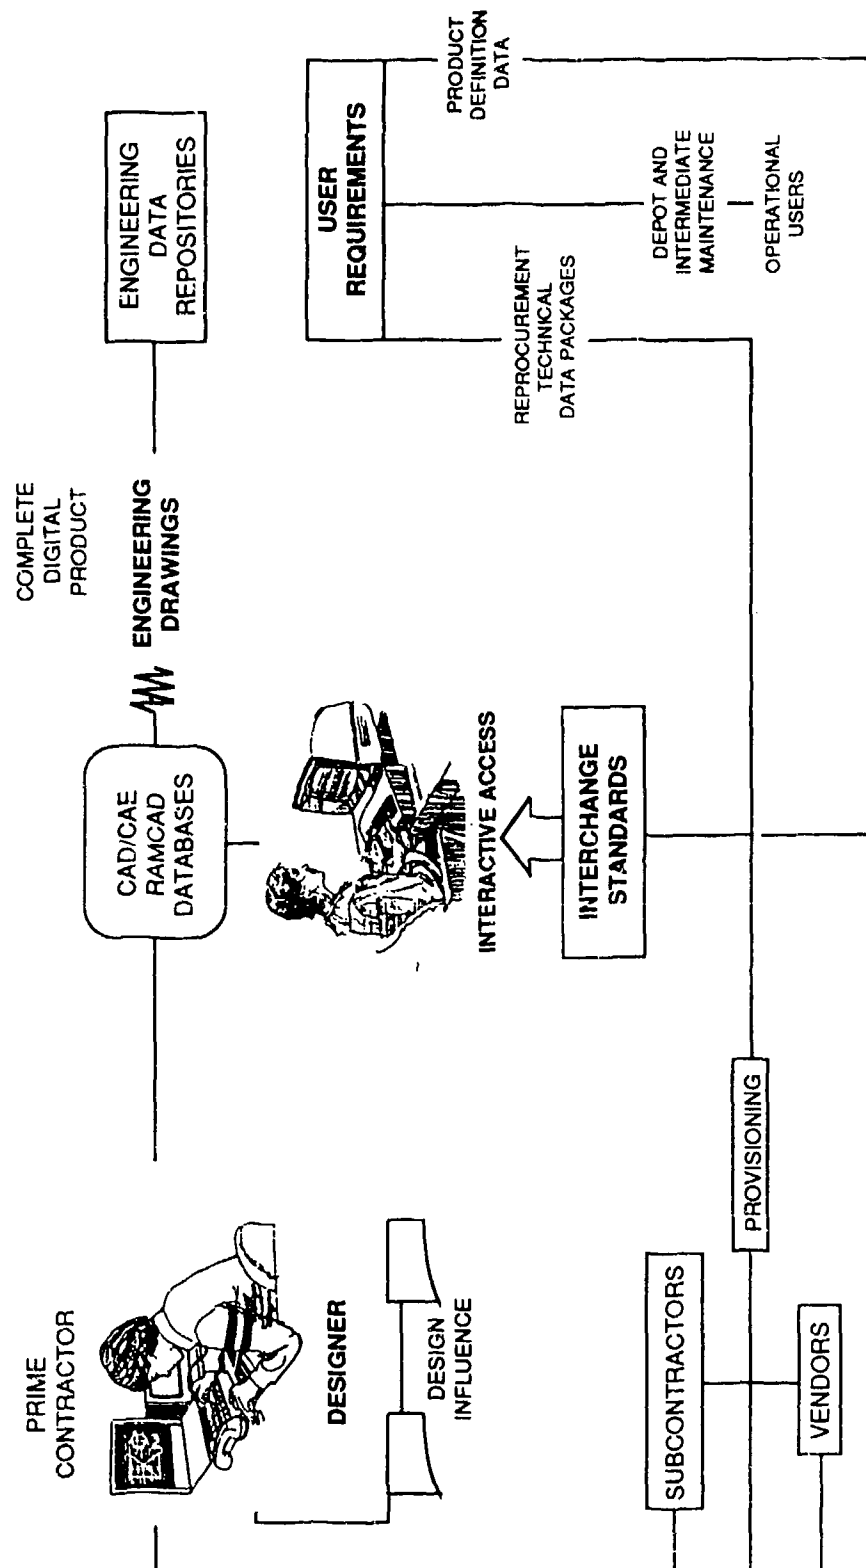 PRIME
CONTRACTOR
DESIGNER
DESIGN
INFLUENCE
SUBCONTRACTORS
VENDORS
PROVISIONING
CAD/CAE
RAMCAD
DATABASES
INTERACTIVE ACCESS
INTERCHANGE
STANDARDS
COMPLETE
DIGITAL
PRODUCT
ENGINEERING
DRAWINGS
ENGINEERING
DATA
REPOSITORIES
USER
REQUIREMENTS
REPROCUREMENT
TECHNICAL
DATA PACKAGES
DEPOT AND
INTERMEDIATE
MAINTENANCE
OPERATIONAL
USERS
PRODUCT
DEFINITION
DATA